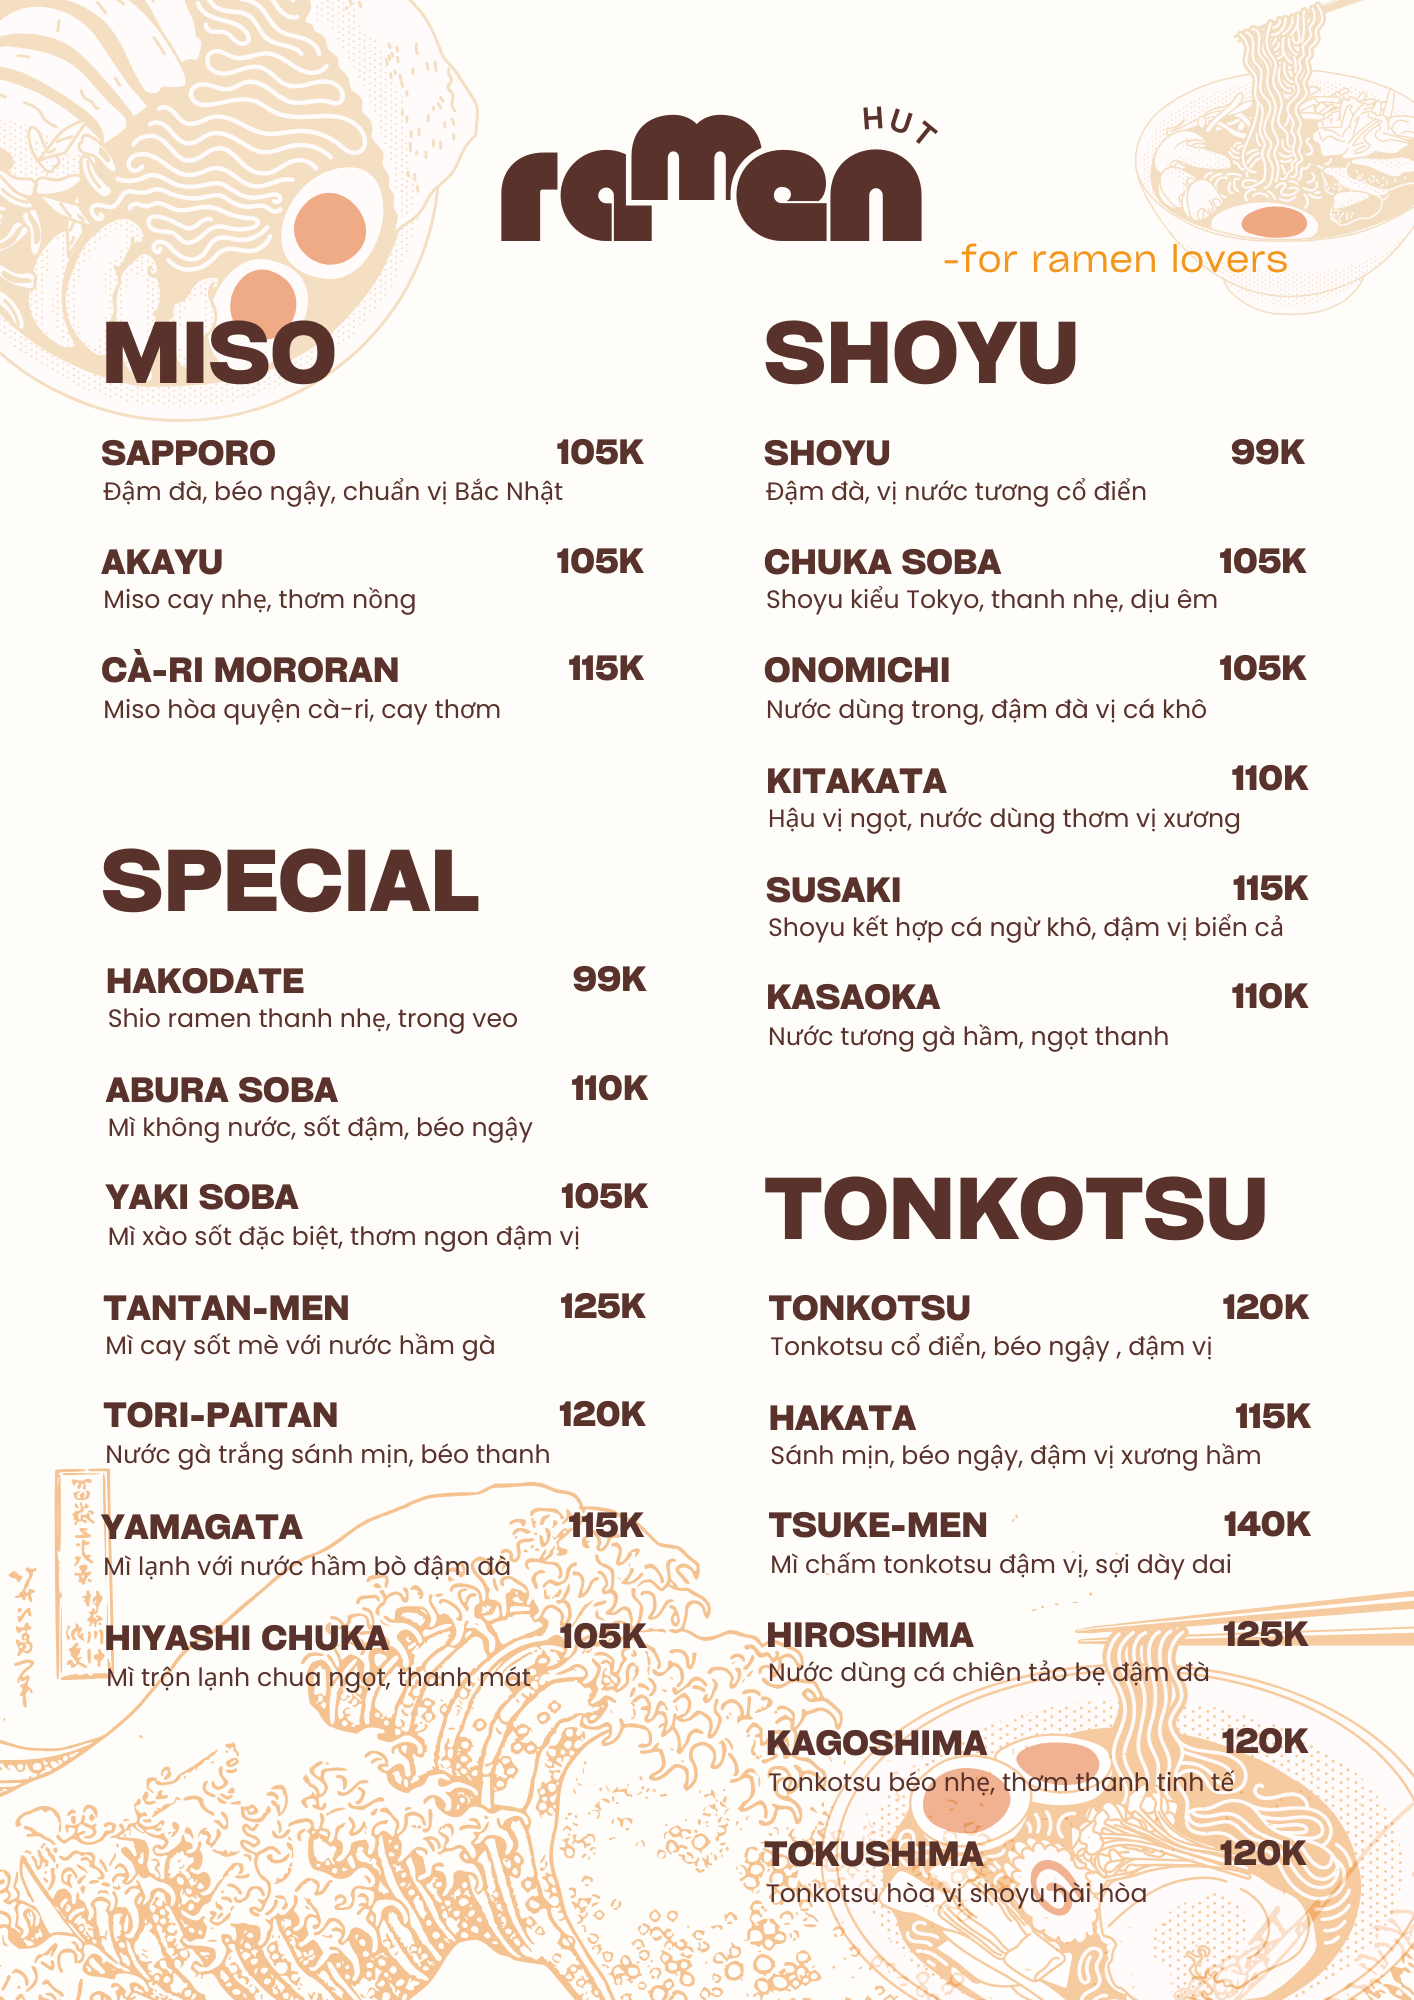 ramen HUT
-for ramen lovers
MISO
SAPPORO 105K
Đậm đà, béo ngậy, chuẩn vị Bắc Nhật
AKAYU 105K
Miso cay nhẹ, thơm nồng
CÀ-RI MORORAN 115K
Miso hòa quyện cà-ri, cay thơm
SPECIAL
HAKODATE 99K
Shio ramen thanh nhẹ, trong veo
ABURA SOBA 110K
Mì không nước, sốt đậm, béo ngậy
YAKI SOBA 105K
Mì xào sốt đặc biệt, thơm ngon đậm vị
TANTAN-MEN 125K
Mì cay sốt mè với nước hầm gà
TORI-PAITAN 120K
Nước gà trắng sánh mịn, béo thanh
YAMAGATA 115K
Mì lạnh với nước hầm bò đậm đà
HIYASHI CHUKA 105K
Mì trộn lạnh chua ngọt, thanh mát
SHOYU
SHOYU 99K
Đậm đà, vị nước tương cổ điển
CHUKA SOBA 105K
Shoyu kiểu Tokyo, thanh nhẹ, dịu êm
ONOMICHI 105K
Nước dùng trong, đậm đà vị cá khô
KITAKATA 110K
Hậu vị ngọt, nước dùng thơm vị xương
SUSAKI 115K
Shoyu kết hợp cá ngừ khô, đậm vị biển cả
KASAOKA 110K
Nước tương gà hầm, ngọt thanh
TONKOTSU
TONKOTSU 120K
Tonkotsu cổ điển, béo ngậy , đậm vị
HAKATA 115K
Sánh mịn, béo ngậy, đậm vị xương hầm
TSUKE-MEN 140K
Mì chấm tonkotsu đậm vị, sợi dày dai
HIROSHIMA 125K
Nước dùng cá chiên tảo bẹ đậm đà
KAGOSHIMA 120K
Tonkotsu béo nhẹ, thơm thanh tinh tế
TOKUSHIMA 120K
Tonkotsu hòa vị shoyu hài hòa